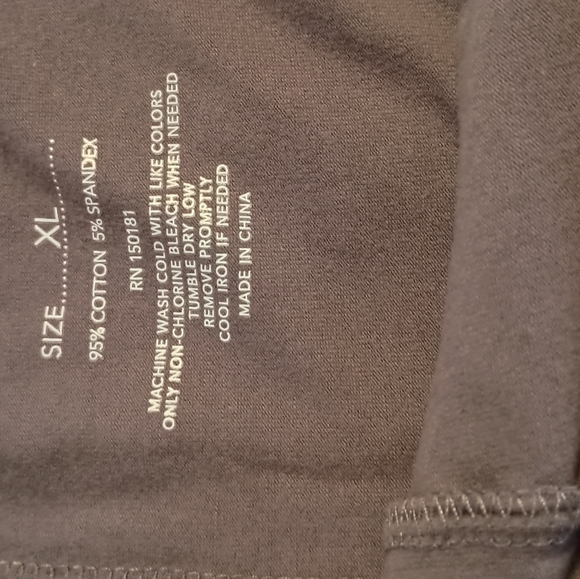 SIZE............XL............
95% COTTON 5% SPANDEX
RN 150181
MACHINE WASH COLD WITH LIKE COLORS
ONLY NON-CHLORINE BLEACH WHEN NEEDED
TUMBLE DRY LOW
REMOVE PROMPTLY
COOL IRON IF NEEDED
MADE IN CHINA